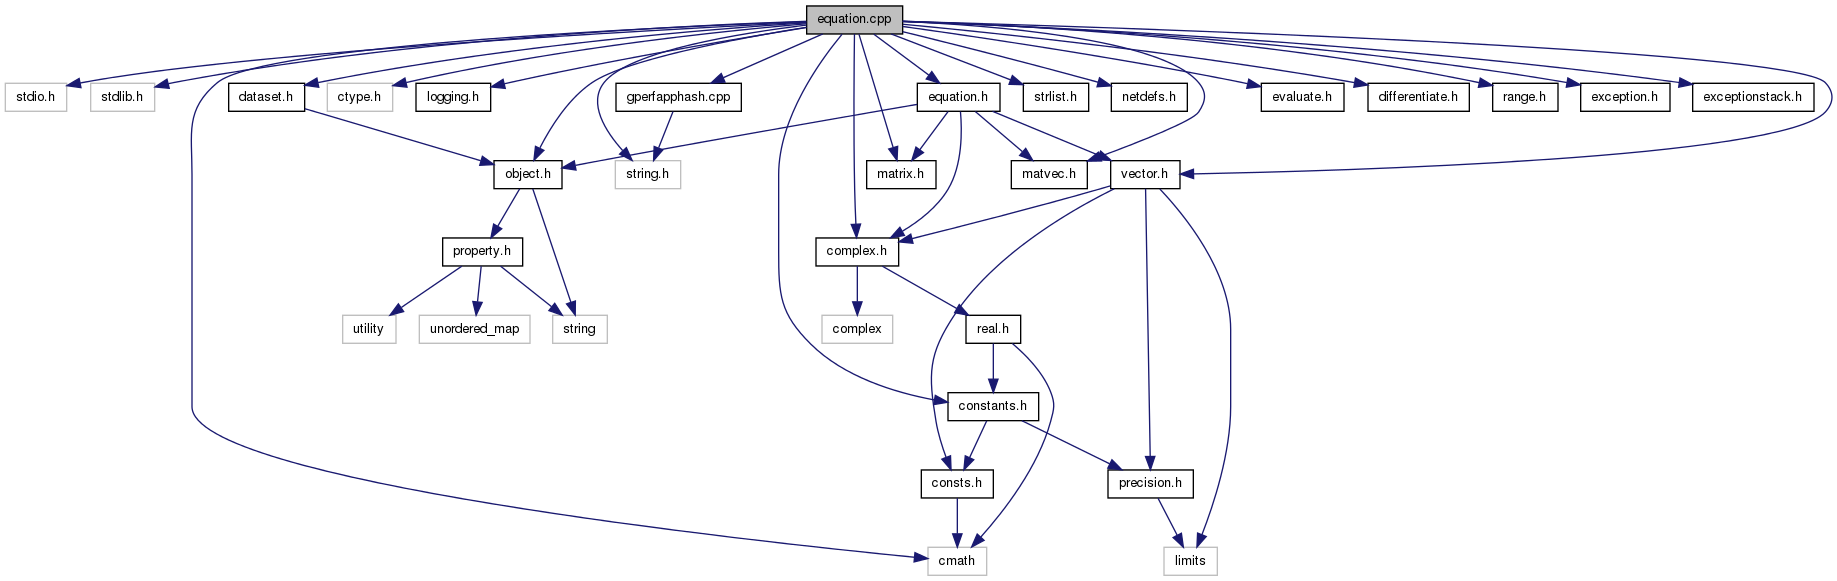 equation.cpp
stdio.h
stdlib.h
dataset.h
ctype.h
logging.h
gperfapphash.cpp
equation.h
strlist.h
netdefs.h
evaluate.h
differentiate.h
range.h
exception.h
exceptionstack.h
object.h
string.h
matrix.h
matvec.h
vector.h
property.h
complex.h
utility
unordered_map
string
complex
real.h
constants.h
consts.h
precision.h
cmath
limits